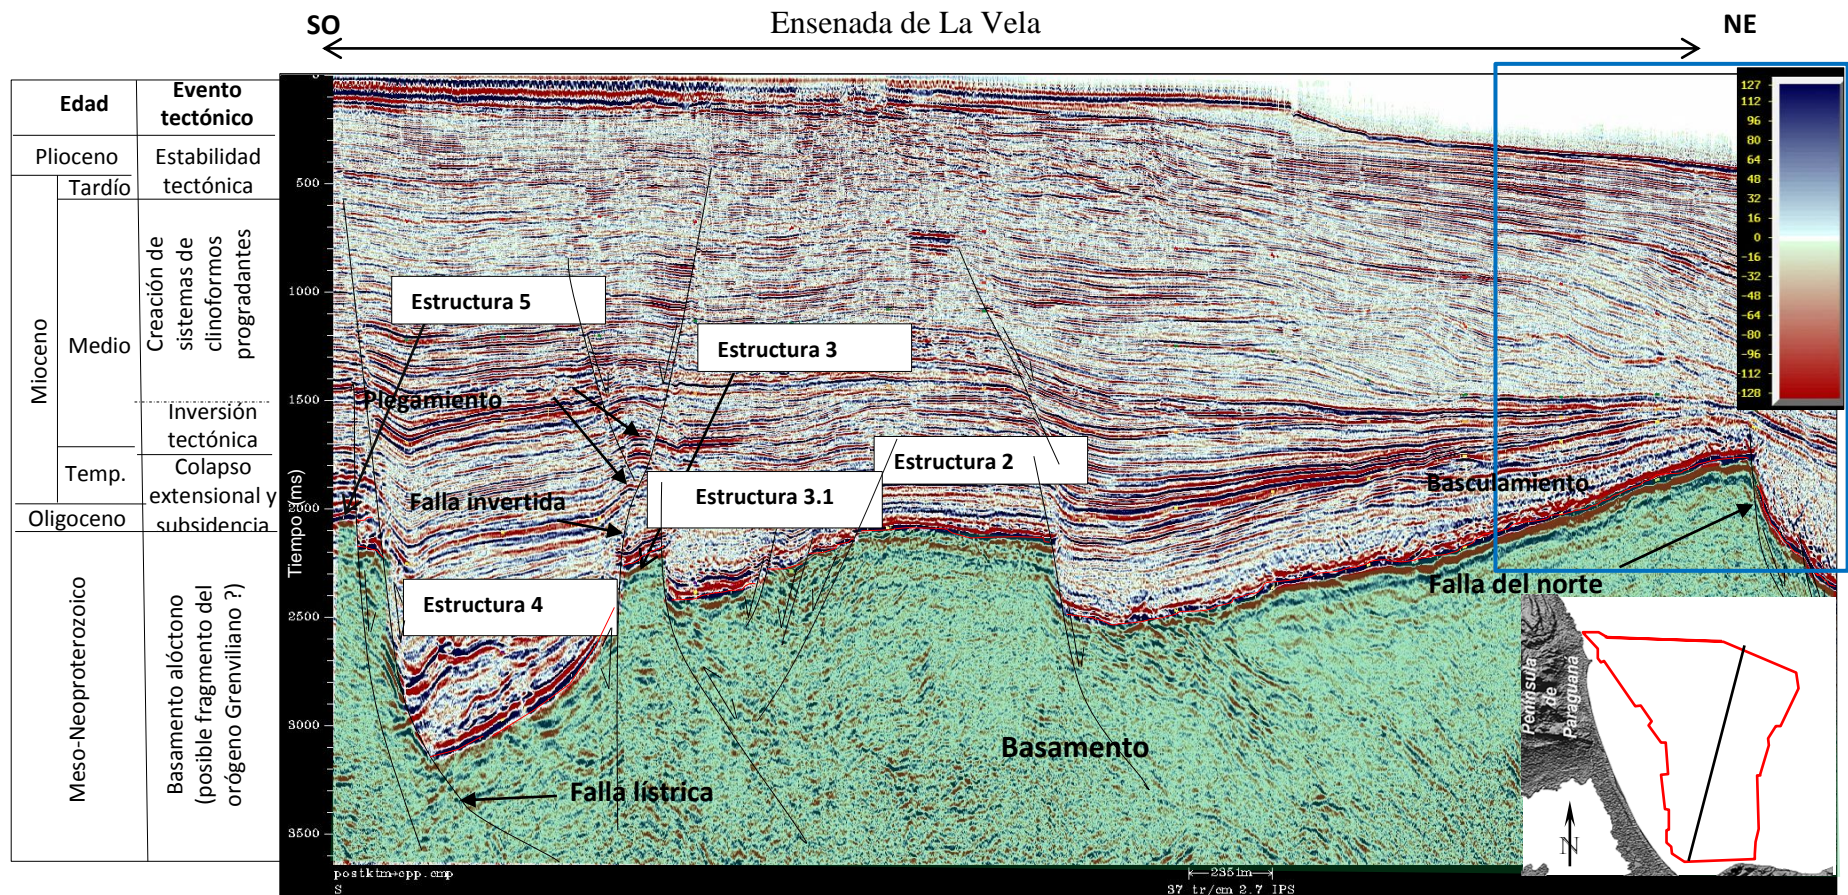 Ensenada de La Vela
SO
NE
Edad
Evento
tectónico
Plioceno
Estabilidad
tectónica
Mioceno
Tardío
Medio
Temp.
Creación de
sistemas de
clinoformos
progradantes
Inversión
tectónica
Colapso
extensional y
subsidencia
Oligoceno
Meso-Neoproterozoico
Basamento alóctono
(posible fragmento del
orógeno Grenviliano ?)
Tiempo (ms)
500
1000
1500
2000
2500
3000
3500
Estructura 5
Estructura 3
Plegamiento
Estructura 2
Estructura 3.1
Falla invertida
Estructura 4
Basculamiento
Falla del norte
Basamento
Falla lístrica
127
112
96
80
64
48
32
16
0
-16
-32
-48
-64
-80
-96
-112
-128
Península
de
Paraguaná
N
postktm+cpp.cmp
S
2351m
37 tr/cm 2.7 IPS